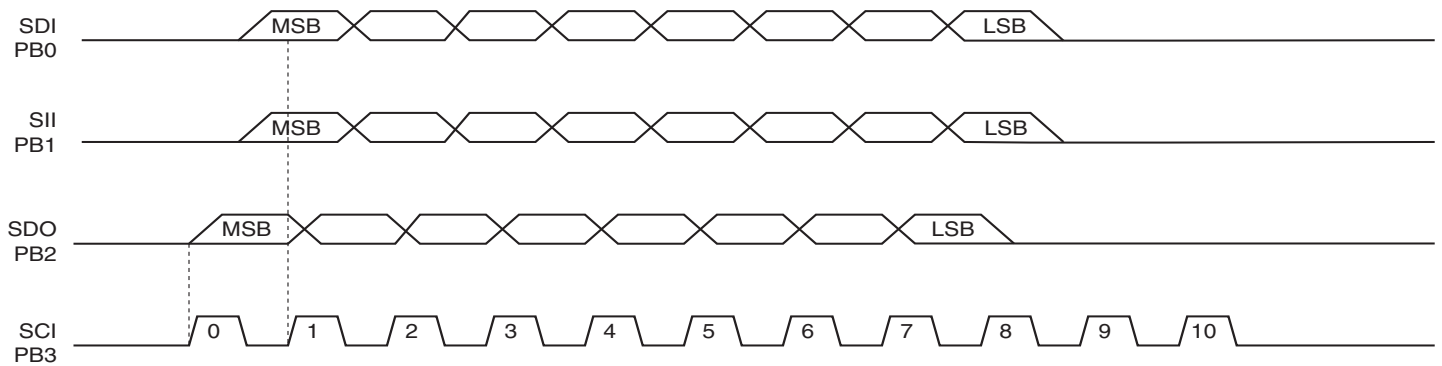 SDI MSB LSB
PB0
SII MSB LSB
PB1
SDO MSB LSB
PB2
SCI 0 1 2 3 4 5 6 7 8 9 10
PB3